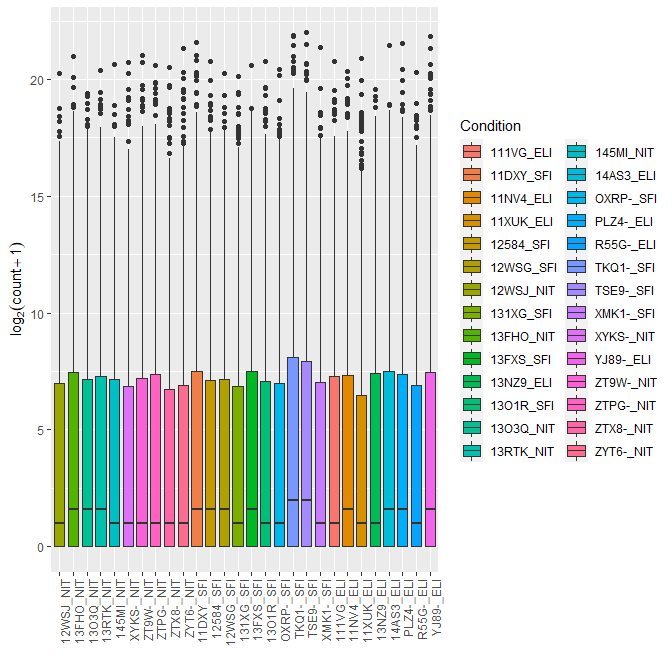 20
15
10
5
0
log2(count+1)
12WSJ_NIT
13FHO_NIT
13O3Q_NIT
13RTK_NIT
145MI_NIT
XYKS-_NIT
ZT9W-_NIT
ZTPG-_NIT
ZTX8-_NIT
ZYT6-_NIT
11DXY_SFI
12584_SFI
12WSG_SFI
131XG_SFI
13FXS_SFI
13O1R_SFI
OXRP-_SFI
TKQ1-_SFI
TSE9-_SFI
XMK1-_SFI
111VG_ELI
11NV4_ELI
11XUK_ELI
13NZ9_ELI
14AS3_ELI
PLZ4-_ELI
R55G-_ELI
YJ89-_ELI
Condition
111VG_ELI
11DXY_SFI
11NV4_ELI
11XUK_ELI
12584_SFI
12WSG_SFI
12WSJ_NIT
131XG_SFI
13FHO_NIT
13FXS_SFI
13NZ9_ELI
13O1R_SFI
13O3Q_NIT
13RTK_NIT
145MI_NIT
14AS3_ELI
OXRP-_SFI
PLZ4-_ELI
R55G-_ELI
TKQ1-_SFI
TSE9-_SFI
XMK1-_SFI
XYKS-_NIT
YJ89-_ELI
ZT9W-_NIT
ZTPG-_NIT
ZTX8-_NIT
ZYT6-_NIT